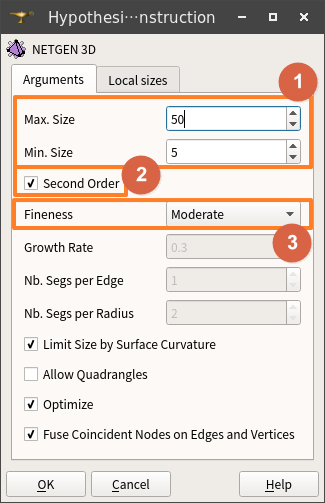 Hypothesi···nstruction
NETGEN 3D
Arguments
Local sizes
1
Max. Size
50
Min. Size
5
2
Second Order
Fineness
Moderate
3
Growth Rate
0.3
Nb. Segs per Edge
1
Nb. Segs per Radius
2
Limit Size by Surface Curvature
Allow Quadrangles
Optimize
Fuse Coincident Nodes on Edges and Vertices
OK
Cancel
Help